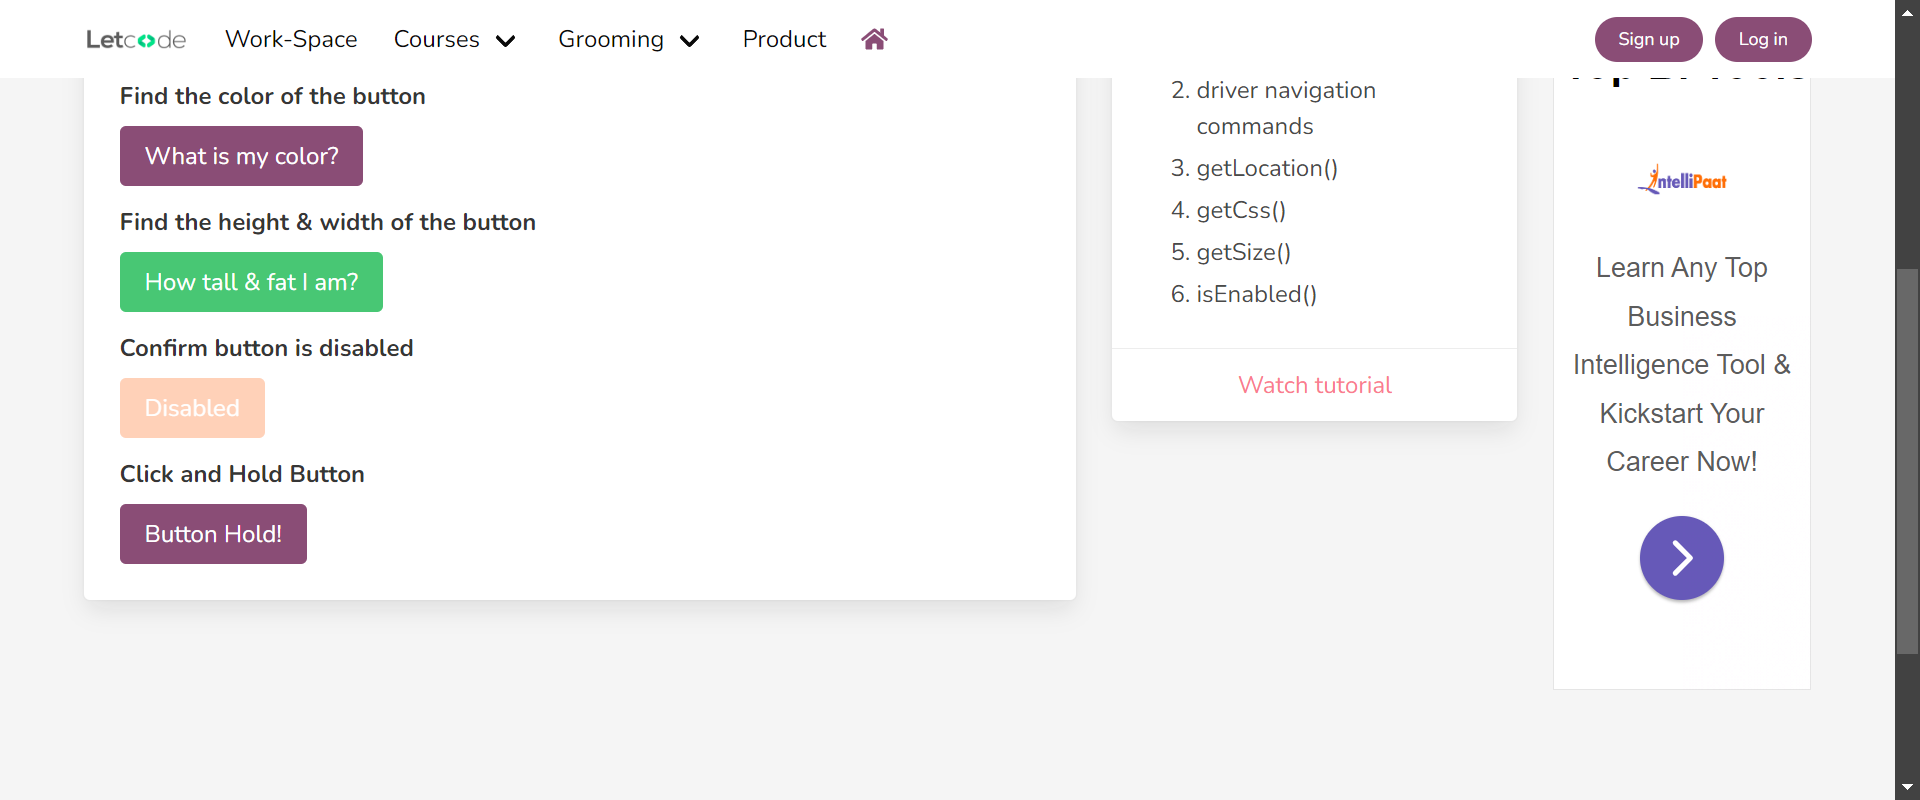 Letcode Work-Space Courses Grooming Product Sign up Log in
Find the color of the button
What is my color?
Find the height & width of the button
How tall & fat I am?
Confirm button is disabled
Disabled
Click and Hold Button
Button Hold!
2. driver navigation
commands
3. getLocation()
4. getCss()
5. getSize()
6. isEnabled()
Watch tutorial
IntelliPaat
Learn Any Top
Business
Intelligence Tool &
Kickstart Your
Career Now!